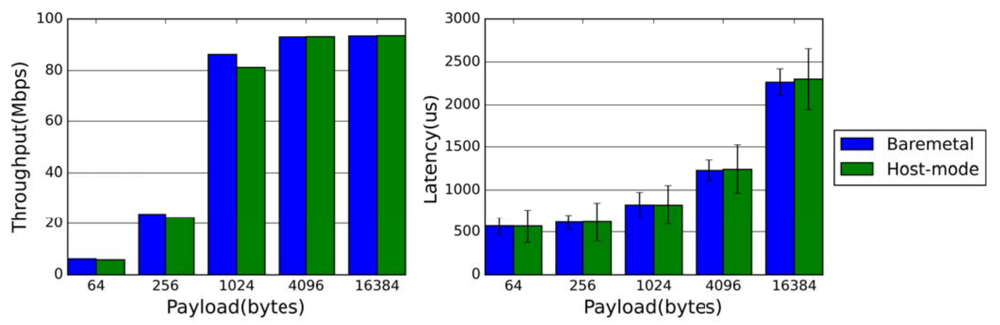 Throughput(Mbps)
100
80
60
40
20
0
64 256 1024 4096 16384
Payload(bytes)
Latency(us)
3000
2500
2000
1500
1000
500
0
64 256 1024 4096 16384
Payload(bytes)
Baremetal
Host-mode